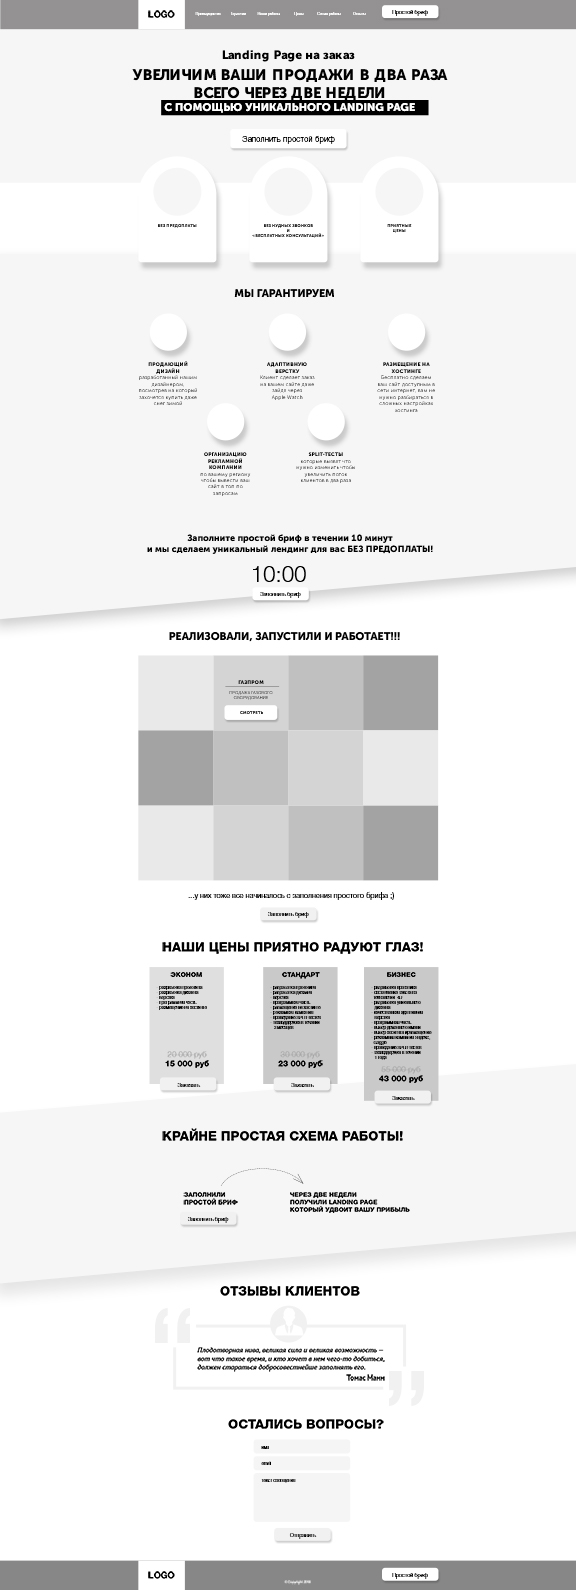 LOGO
Преимущества Гарантии Наши работы Цены Схема работы Отзывы
Простой бриф
Landing Page на заказ
УВЕЛИЧИМ ВАШИ ПРОДАЖИ В ДВА РАЗА
ВСЕГО ЧЕРЕЗ ДВЕ НЕДЕЛИ
С ПОМОЩЬЮ УНИКАЛЬНОГО LANDING PAGE
Заполнить простой бриф
БЕЗ ПРЕДОПЛАТЫ
БЕЗ НУДНЫХ ЗВОНКОВ
И
«БЕСПЛАТНЫХ КОНСУЛЬТАЦИЙ»
ПРИЯТНЫЕ
ЦЕНЫ
МЫ ГАРАНТИРУЕМ
ПРОДАЮЩИЙ
ДИЗАЙН
разработанный нашим
дизайнером,
посмотрев на который
захочется купить даже
снег зимой
АДАПТИВНУЮ
ВЕРСТКУ
Клиент сделает заказ
на вашем сайте даже
зайдя через
Apple Watch
РАЗМЕЩЕНИЕ НА
ХОСТИНГЕ
Бесплатно сделаем
ваш сайт доступным в
сети интернет, вам не
нужно разбираться в
сложных настройках
хостинга
ОРГАНИЗАЦИЮ
РЕКЛАМНОЙ
КОМПАНИИ
по вашему региону
чтобы вывести ваш
сайт в топ по
запросам
SPLIT-ТЕСТЫ
которые выявят что
нужно изменить чтобы
увеличить поток
клиентов в два раза
Заполните простой бриф в течении 10 минут
и мы сделаем уникальный лендинг для вас БЕЗ ПРЕДОПЛАТЫ!
10:00
Заполнить бриф
РЕАЛИЗОВАЛИ, ЗАПУСТИЛИ И РАБОТАЕТ!!!
ГАЗПРОМ
ПРОДАЖА ГАЗОВОГО
ОБОРУДОВАНИЕ
СМОТРЕТЬ
...у них тоже все начиналось с заполнения простого брифа ;)
Заполнить бриф
НАШИ ЦЕНЫ ПРИЯТНО РАДУЮТ ГЛАЗ!
ЭКОНОМ
20 000 руб
15 000 руб
Заказать
СТАНДАРТ
30 000 руб
23 000 руб
Заказать
БИЗНЕС
55 000 руб
43 000 руб
Заказать
КРАЙНЕ ПРОСТАЯ СХЕМА РАБОТЫ!
ЗАПОЛНИЛИ
ПРОСТОЙ БРИФ
Заполнить бриф
ЧЕРЕЗ ДВЕ НЕДЕЛИ
ПОЛУЧИЛИ LANDING PAGE
КОТОРЫЙ УДВОИТ ВАШУ ПРИБЫЛЬ
ОТЗЫВЫ КЛИЕНТОВ
Плодотворная нива, великая сила и великая возможность —
вот что такое время, и кто хочет в нем чего-то добиться,
должен стараться добросовестнейше заполнять его.
Томас Манн
ОСТАЛИСЬ ВОПРОСЫ?
имя
email
текст сообщения
Отправить
LOGO
Простой бриф